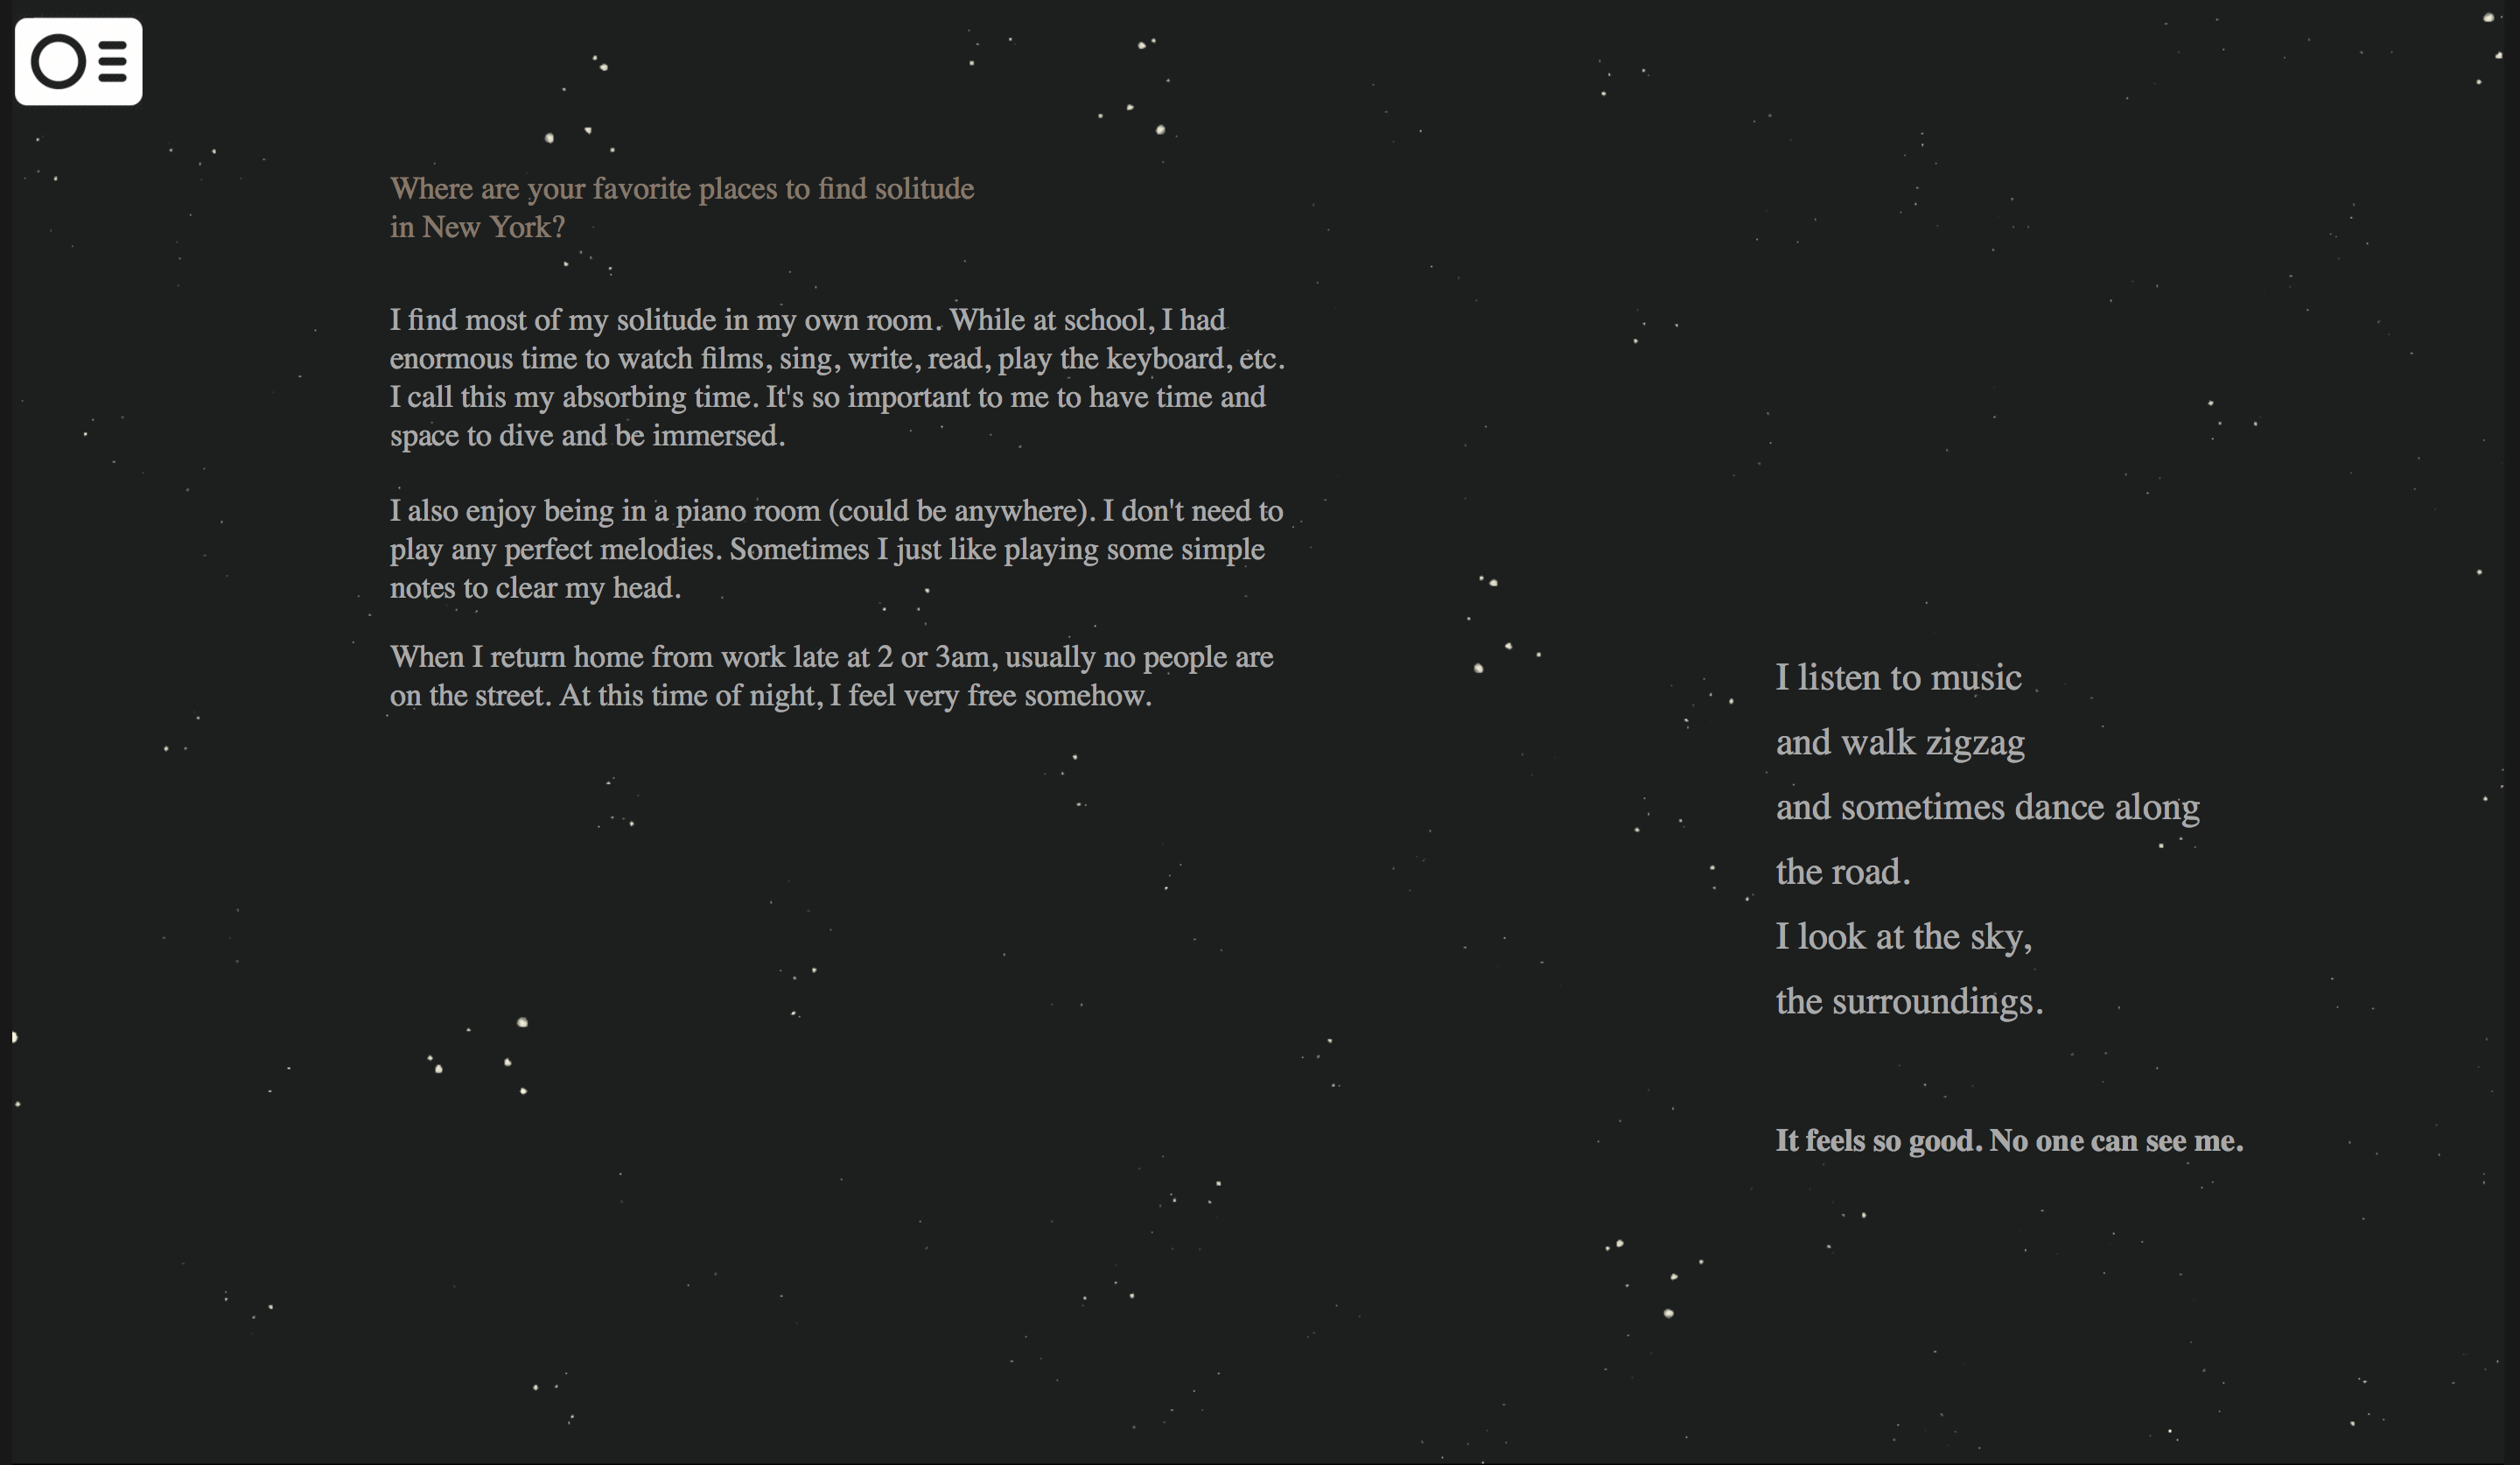 Where are your favorite places to find solitude
in New York?
I find most of my solitude in my own room. While at school, I had
enormous time to watch films, sing, write, read, play the keyboard, etc.
I call this my absorbing time. It's so important to me to have time and
space to dive and be immersed.
I also enjoy being in a piano room (could be anywhere). I don't need to
play any perfect melodies. Sometimes I just like playing some simple
notes to clear my head.
When I return home from work late at 2 or 3am, usually no people are
on the street. At this time of night, I feel very free somehow.
I listen to music
and walk zigzag
and sometimes dance along
the road.
I look at the sky,
the surroundings.
It feels so good. No one can see me.